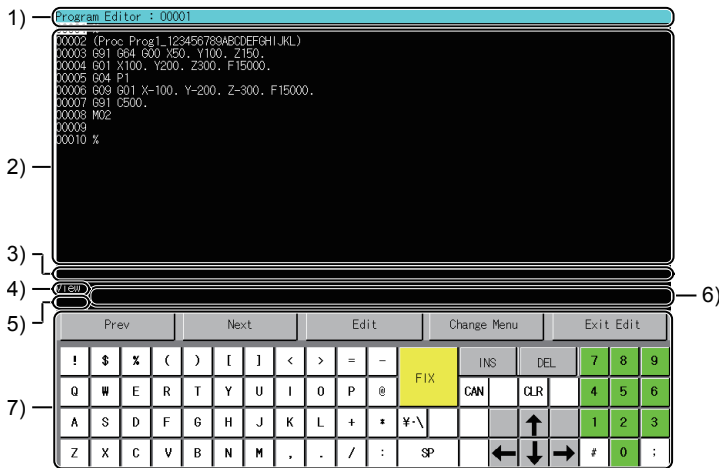 1)
Program Editor : 00001
00002 (Proc Prog1_123456789ABCDEFGHIJKL)
00003 G91 G64 G00 X50. Y100. Z150.
00004 G01 X100. Y200. Z300. F15000.
00005 G04 P1
00006 G09 G01 X-100. Y-200. Z-300. F15000.
00007 G91 C500.
00008 M02
00009
00010 %
2)
3)
4) View
5)
6)
Prev Next Edit Change Menu Exit Edit
! $ % ( ) [ ] < > = - FIX INS DEL 7 8 9
Q W E R T Y U I O P @ CAN CLR 4 5 6
7)
A S D F G H J K L + * ¥·\ ↑ 1 2 3
Z X C V B N M , . / : SP ← ↓ → # 0 ;